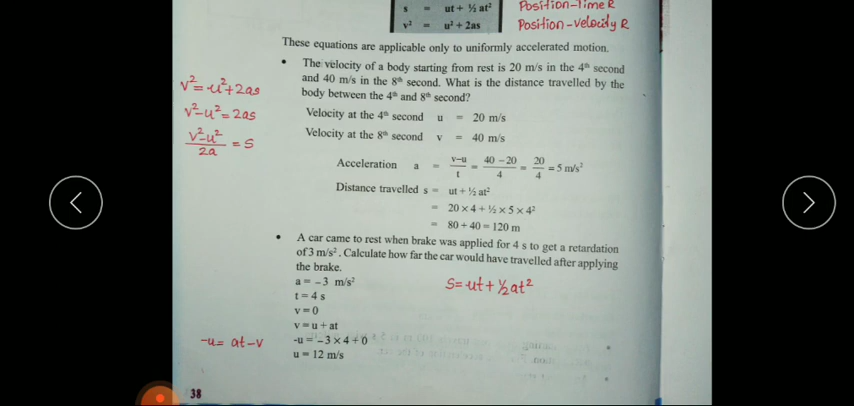 s = ut + ½ at²
Position-Time R
v² = u² + 2as
Position-Velocity R
These equations are applicable only to uniformly accelerated motion.
• The velocity of a body starting from rest is 20 m/s in the 4th second
and 40 m/s in the 8th second. What is the distance travelled by the
body between the 4th and 8th second?
v² = u² + 2as
v² - u² = 2as
v² - u² / 2a = s
Velocity at the 4th second u = 20 m/s
Velocity at the 8th second v = 40 m/s
Acceleration a = v–u / t = 40 – 20 / 4 = 20 / 4 = 5 m/s²
Distance travelled s = ut + ½ at²
= 20 × 4 + ½ × 5 × 4²
= 80 + 40 = 120 m
• A car came to rest when brake was applied for 4 s to get a retardation
of 3 m/s². Calculate how far the car would have travelled after applying
the brake.
a = – 3 m/s²
s = ut + ½ at²
t = 4 s
v = 0
v = u + at
-u = at - v
-u = – 3 × 4 + 0
u = 12 m/s
38